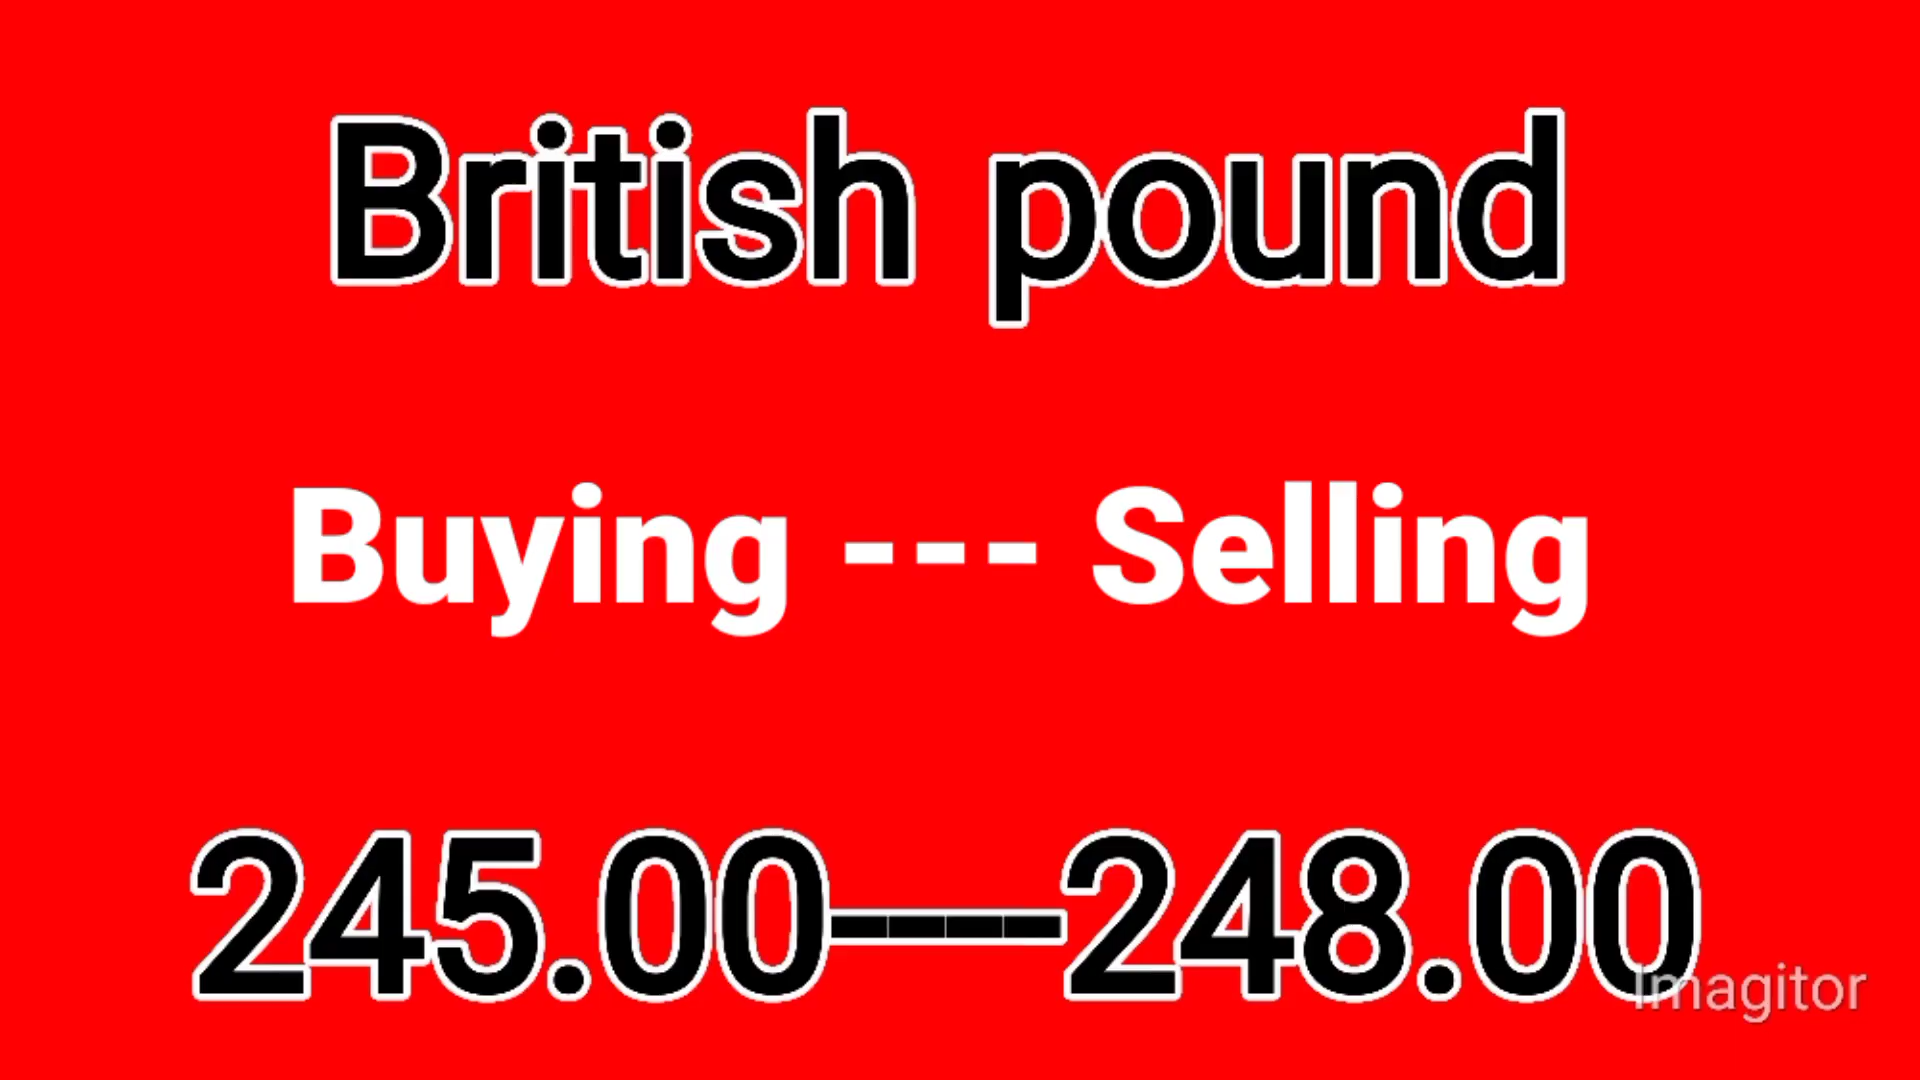 British pound
Buying --- Selling
245.00----248.00
Imagitor